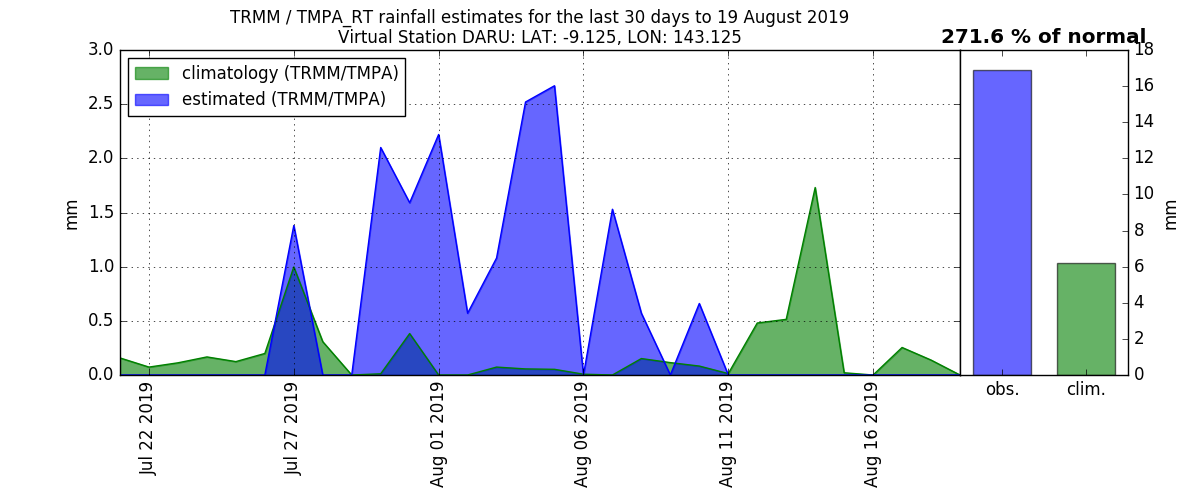 TRMM / TMPA_RT rainfall estimates for the last 30 days to 19 August 2019
Virtual Station DARU: LAT: -9.125, LON: 143.125
271.6 % of normal
climatology (TRMM/TMPA)
estimated (TRMM/TMPA)
3.0
2.5
2.0
1.5
1.0
0.5
0.0
mm
Jul 22 2019
Jul 27 2019
Aug 01 2019
Aug 06 2019
Aug 11 2019
Aug 16 2019
18
16
14
12
10
8
6
4
2
0
mm
obs.
clim.